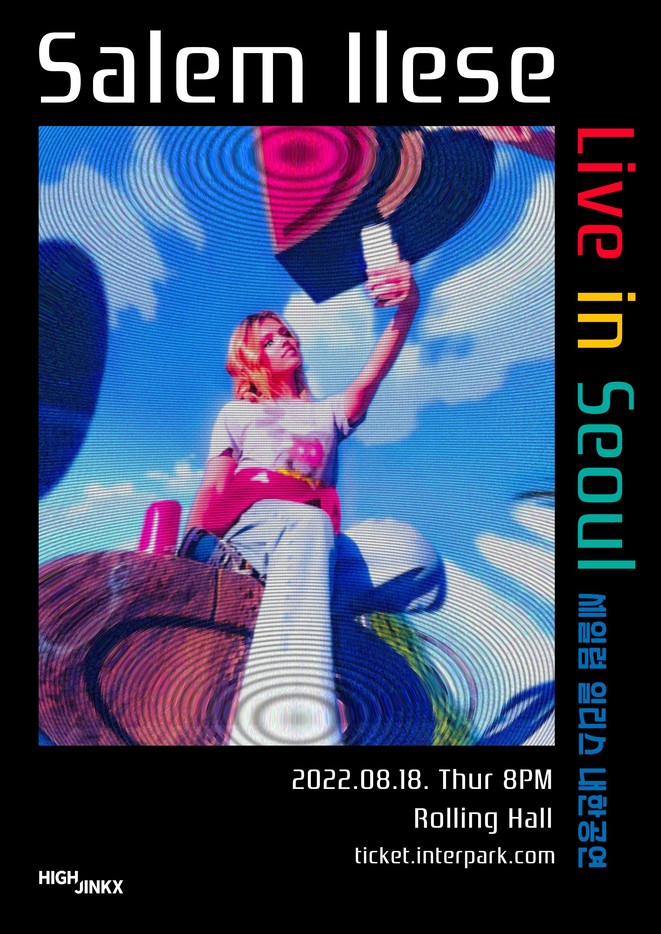 Salem Ilese
Live in Seoul
세일럼 일리스 내한공연
2022.08.18. Thur 8PM
Rolling Hall
ticket.interpark.com
HIGH
JINKX